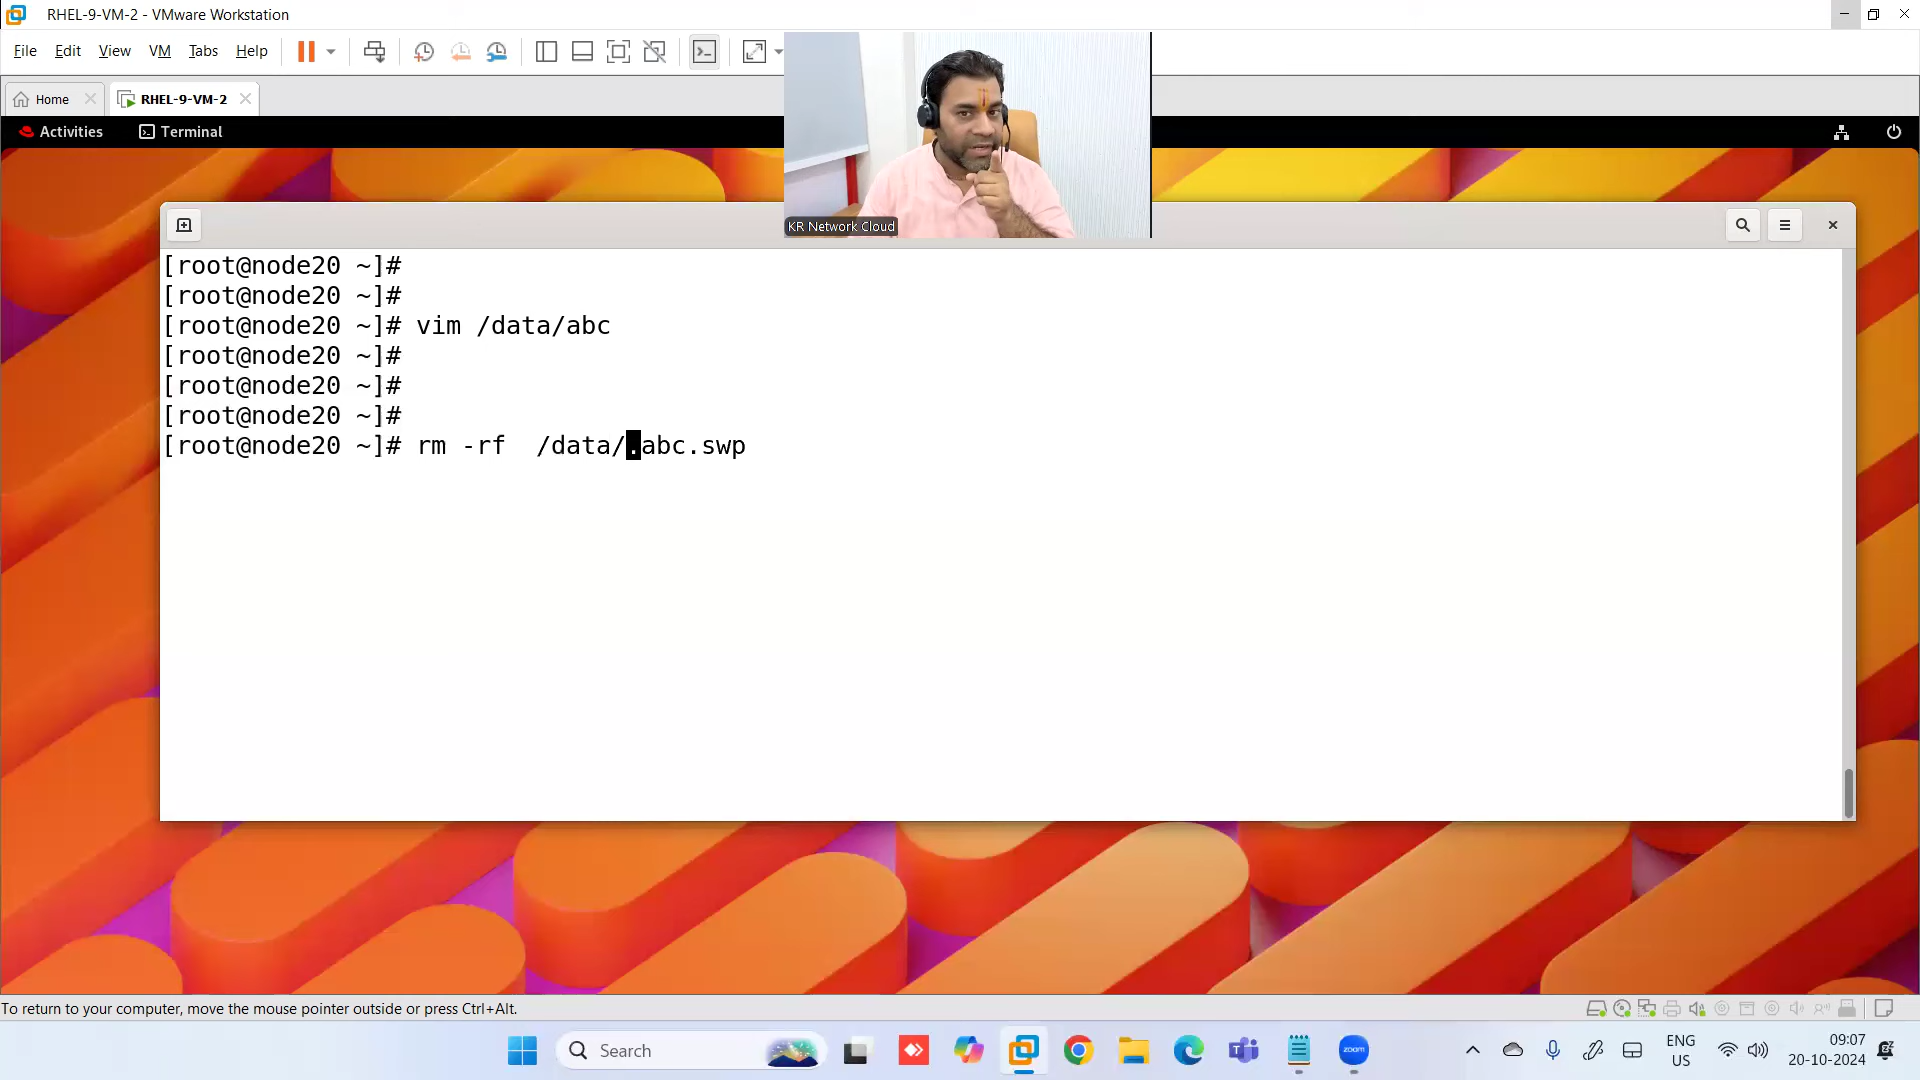 RHEL-9-VM-2 - VMware Workstation
File Edit View VM Tabs Help
Home
RHEL-9-VM-2
Activities
Terminal
KR Network Cloud
[root@node20 ~]#
[root@node20 ~]#
[root@node20 ~]# vim /data/abc
[root@node20 ~]#
[root@node20 ~]#
[root@node20 ~]#
[root@node20 ~]# rm -rf  /data/.abc.swp
To return to your computer, move the mouse pointer outside or press Ctrl+Alt.
Search
zoom
ENG
US
09:07
20-10-2024